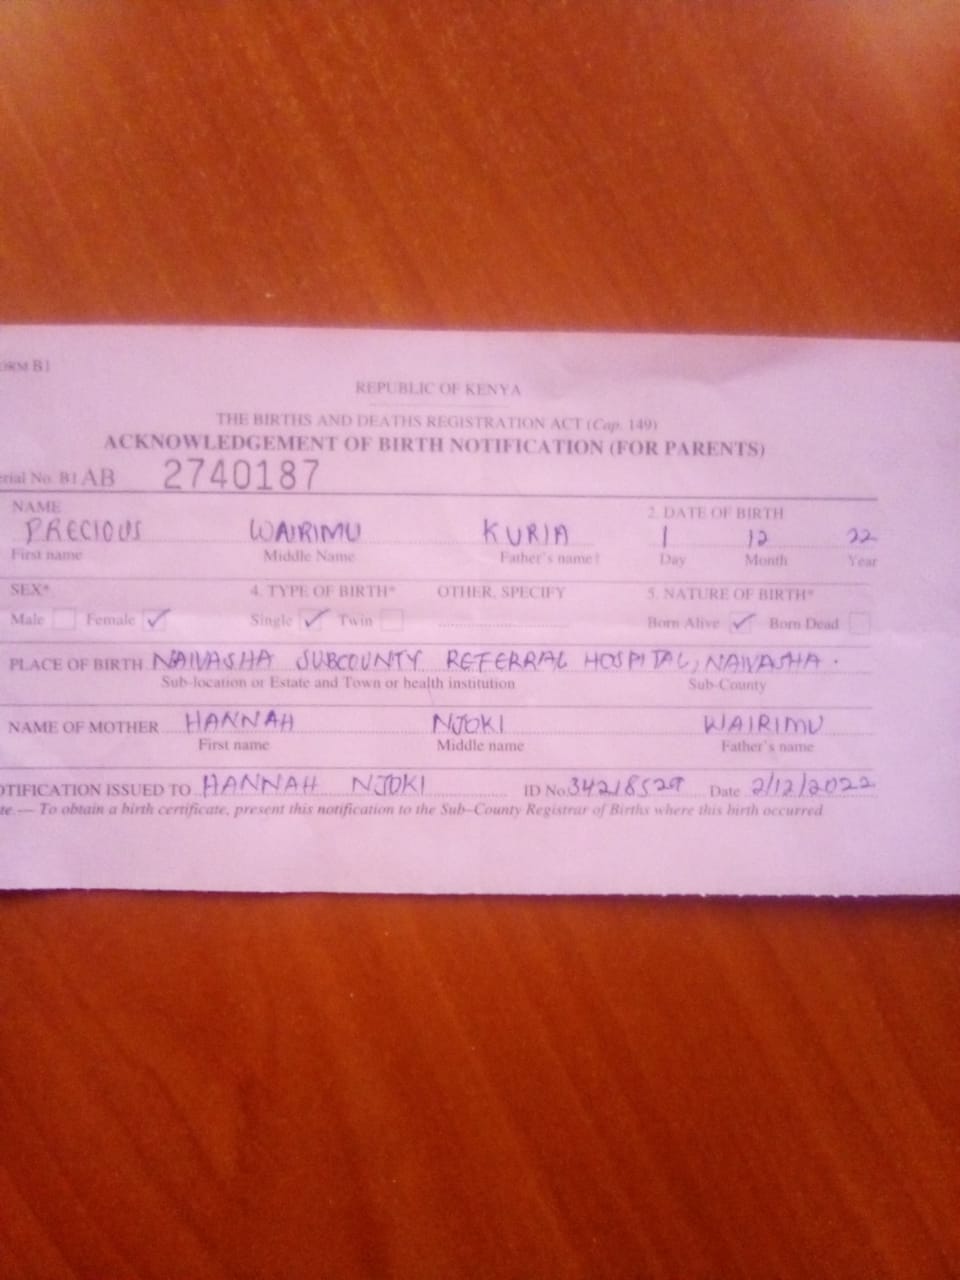 ORM B1
REPUBLIC OF KENYA
THE BIRTHS AND DEATHS REGISTRATION ACT (Cap. 149)
ACKNOWLEDGEMENT OF BIRTH NOTIFICATION (FOR PARENTS)
erial No. B1 AB 2740187
NAME 2. DATE OF BIRTH
PRECIOUS WAIRIMU KURIA 1 12 22
First name Middle Name Father's name† Day Month Year
SEX* 4. TYPE OF BIRTH* OTHER, SPECIFY 5. NATURE OF BIRTH*
Male Female ✓ Single ✓ Twin Born Alive ✓ Born Dead
PLACE OF BIRTH NAIVASHA SUBCOUNTY REFERRAL HOSPITAL, NAIVASHA.
Sub-location or Estate and Town or health institution Sub-County
NAME OF MOTHER HANNAH NJOKI WAIRIMU
First name Middle name Father's name
OTIFICATION ISSUED TO HANNAH NJOKI ID No. 34218529 Date 2/12/2022
te.— To obtain a birth certificate, present this notification to the Sub-County Registrar of Births where this birth occurred